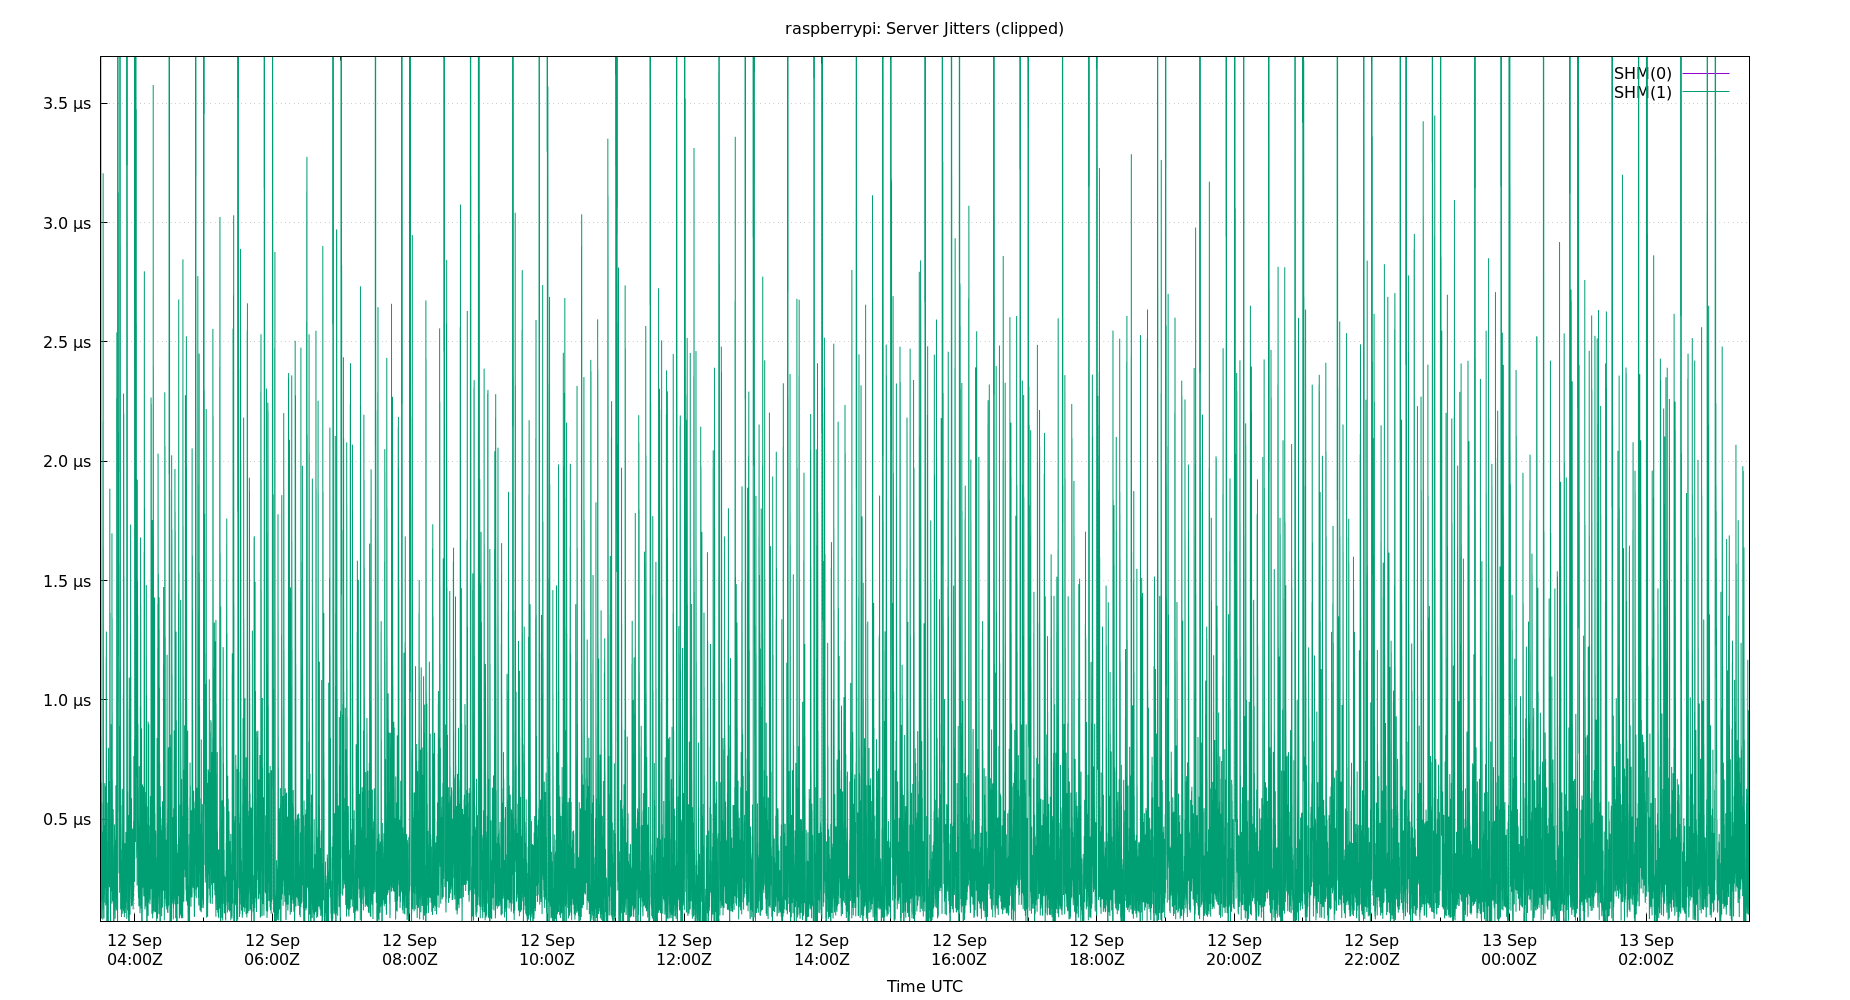 raspberrypi: Server Jitters (clipped)
SHM(0)
SHM(1)
3.5 µs
3.0 µs
2.5 µs
2.0 µs
1.5 µs
1.0 µs
0.5 µs
12 Sep 12 Sep 12 Sep 12 Sep 12 Sep 12 Sep 12 Sep 12 Sep 12 Sep 12 Sep 13 Sep 13 Sep
04:00Z 06:00Z 08:00Z 10:00Z 12:00Z 14:00Z 16:00Z 18:00Z 20:00Z 22:00Z 00:00Z 02:00Z
Time UTC